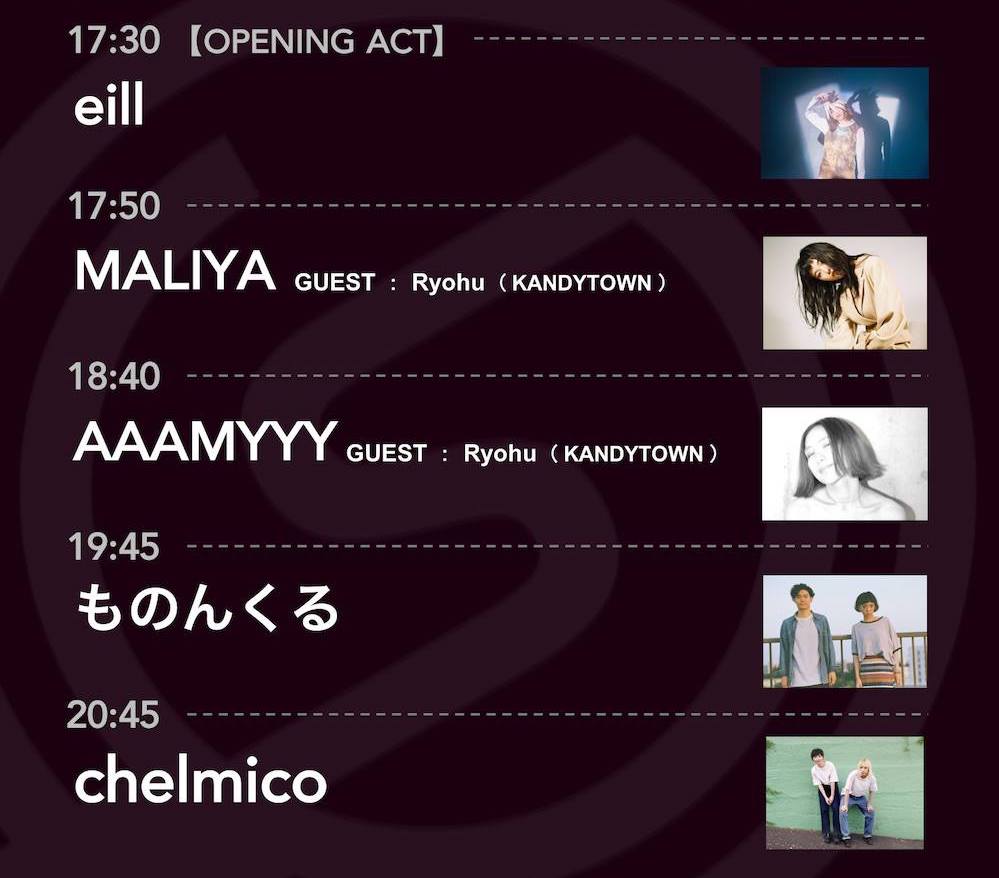 17:30 【OPENING ACT】
eill
17:50
MALIYA GUEST : Ryohu ( KANDYTOWN )
18:40
AAAMYYY GUEST : Ryohu ( KANDYTOWN )
19:45
ものんくる
20:45
chelmico